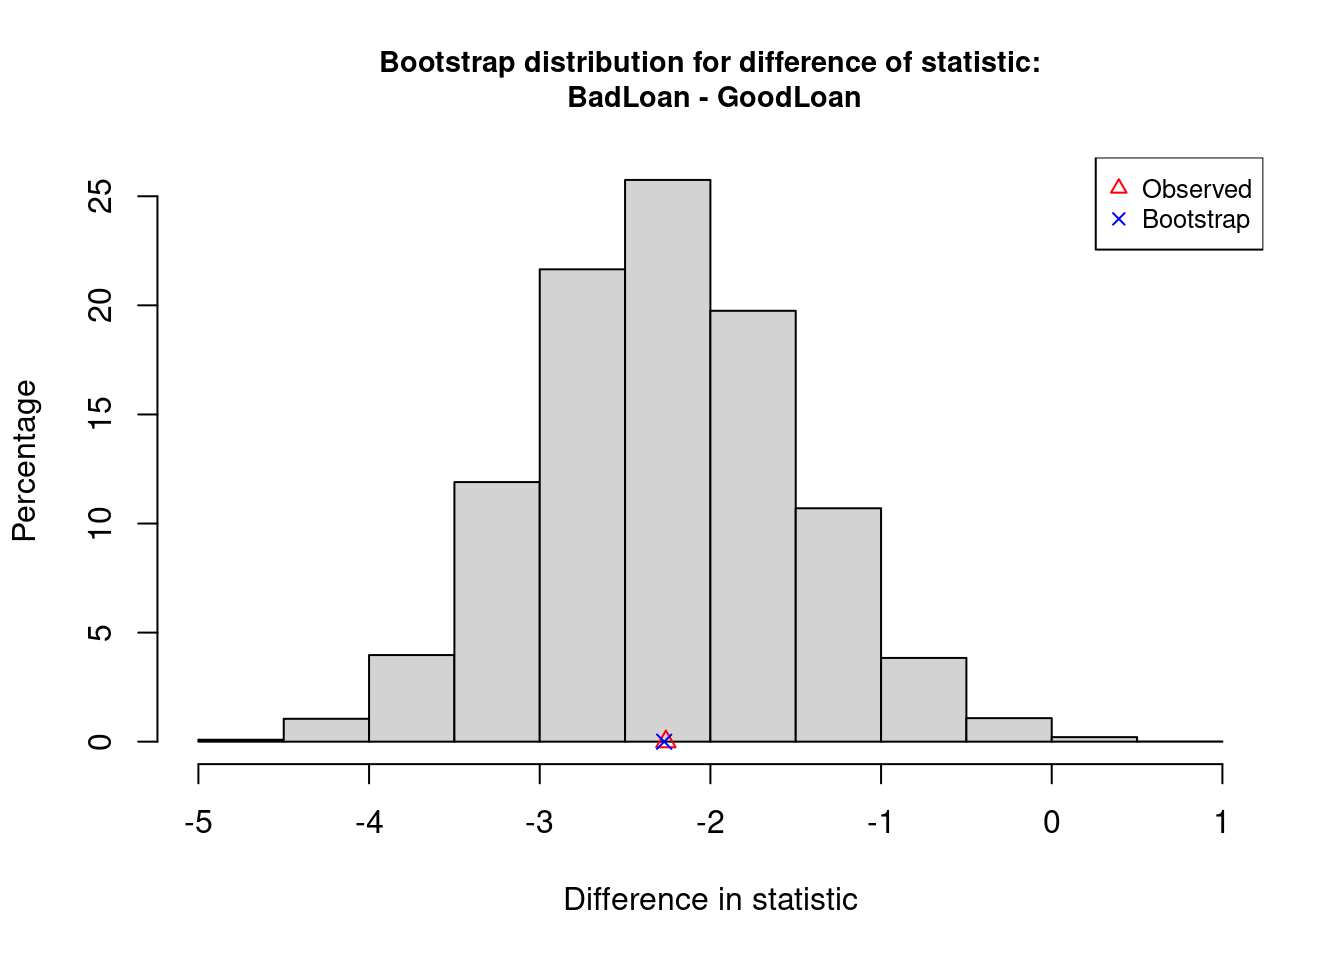 Bootstrap distribution for difference of statistic:
BadLoan - GoodLoan
Observed
Bootstrap
Percentage
25
20
15
10
5
0
-5 -4 -3 -2 -1 0 1
Difference in statistic